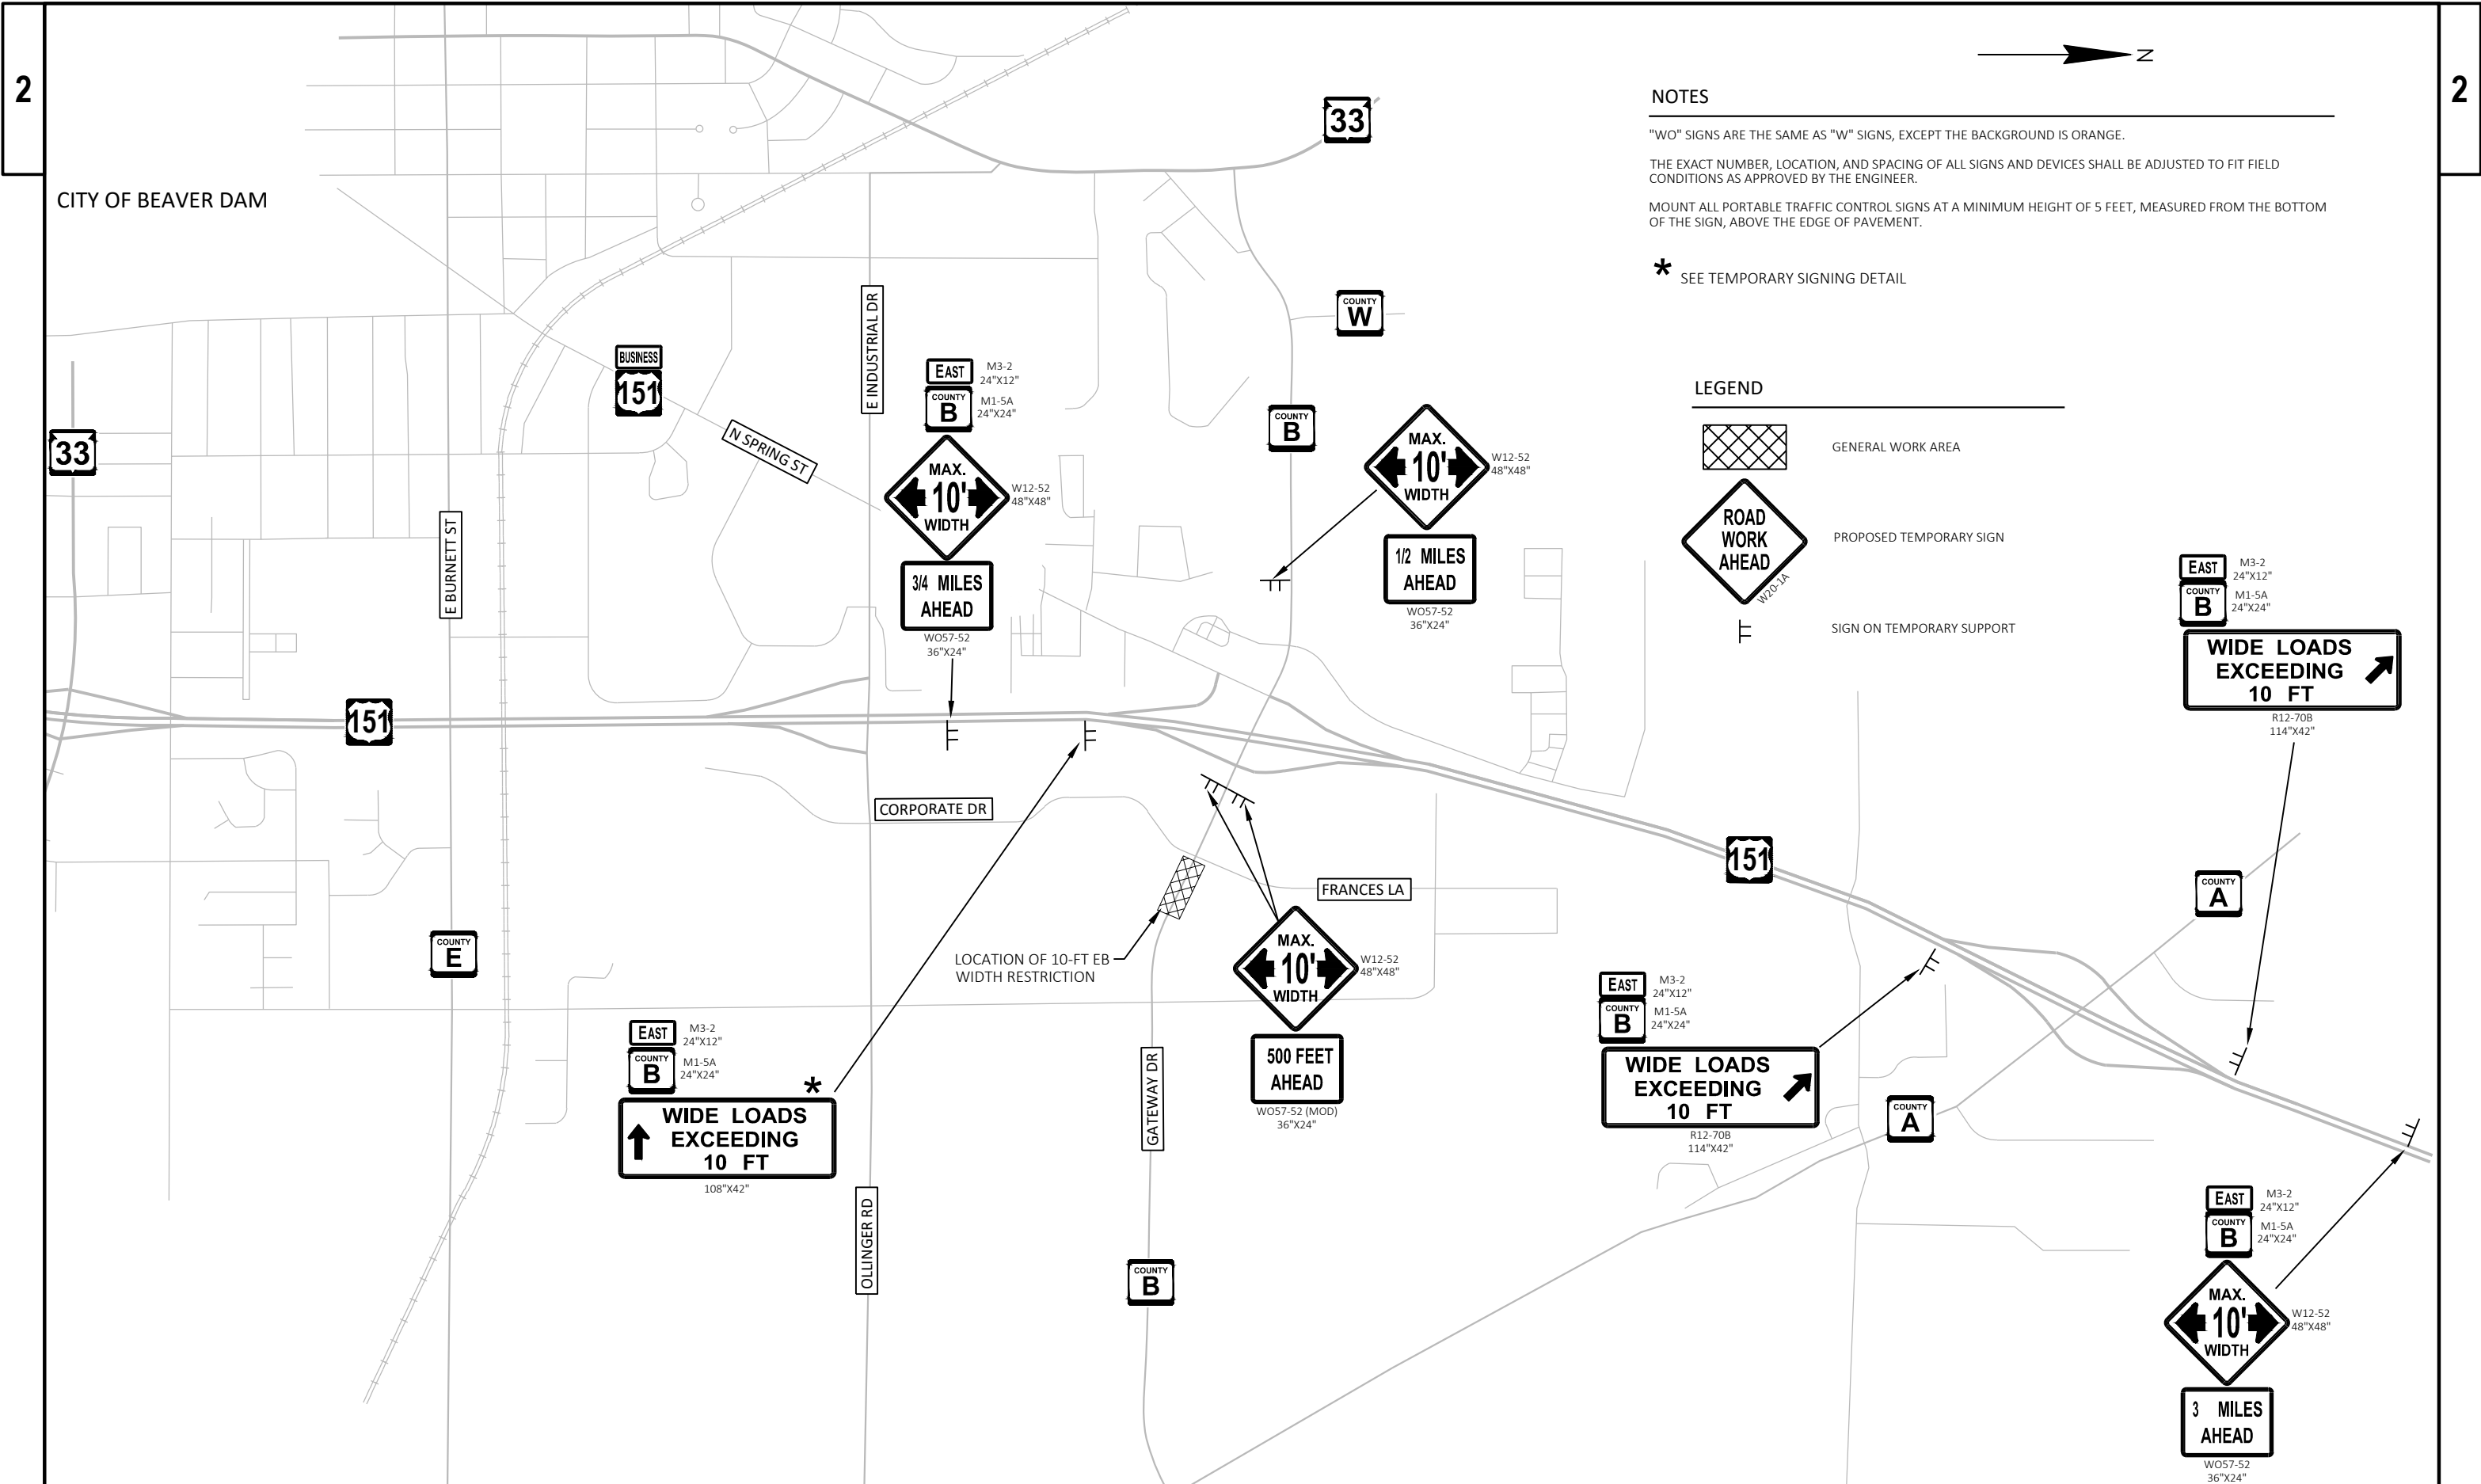 2
2
N
NOTES
"WO" SIGNS ARE THE SAME AS "W" SIGNS, EXCEPT THE BACKGROUND IS ORANGE.
THE EXACT NUMBER, LOCATION, AND SPACING OF ALL SIGNS AND DEVICES SHALL BE ADJUSTED TO FIT FIELD
CONDITIONS AS APPROVED BY THE ENGINEER.
MOUNT ALL PORTABLE TRAFFIC CONTROL SIGNS AT A MINIMUM HEIGHT OF 5 FEET, MEASURED FROM THE BOTTOM
OF THE SIGN, ABOVE THE EDGE OF PAVEMENT.
* SEE TEMPORARY SIGNING DETAIL
LEGEND
GENERAL WORK AREA
ROAD
WORK
AHEAD
W20-1A
PROPOSED TEMPORARY SIGN
SIGN ON TEMPORARY SUPPORT
CITY OF BEAVER DAM
33
33
COUNTY
W
BUSINESS
151
N SPRING ST
E INDUSTRIAL DR
E BURNETT ST
EAST
M3-2
24"X12"
COUNTY
B
M1-5A
24"X24"
MAX.
10'
WIDTH
W12-52
48"X48"
3/4 MILES
AHEAD
WO57-52
36"X24"
COUNTY
B
MAX.
10'
WIDTH
W12-52
48"X48"
1/2 MILES
AHEAD
WO57-52
36"X24"
EAST
M3-2
24"X12"
COUNTY
B
M1-5A
24"X24"
WIDE LOADS
EXCEEDING
10 FT
R12-70B
114"X42"
151
CORPORATE DR
151
FRANCES LA
COUNTY
A
COUNTY
E
LOCATION OF 10-FT EB
WIDTH RESTRICTION
MAX.
10'
WIDTH
W12-52
48"X48"
500 FEET
AHEAD
WO57-52 (MOD)
36"X24"
EAST
M3-2
24"X12"
COUNTY
B
M1-5A
24"X24"
*
WIDE LOADS
EXCEEDING
10 FT
108"X42"
EAST
M3-2
24"X12"
COUNTY
B
M1-5A
24"X24"
WIDE LOADS
EXCEEDING
10 FT
R12-70B
114"X42"
COUNTY
A
GATEWAY DR
OLLINGER RD
COUNTY
B
EAST
M3-2
24"X12"
COUNTY
B
M1-5A
24"X24"
MAX.
10'
WIDTH
W12-52
48"X48"
3 MILES
AHEAD
WO57-52
36"X24"